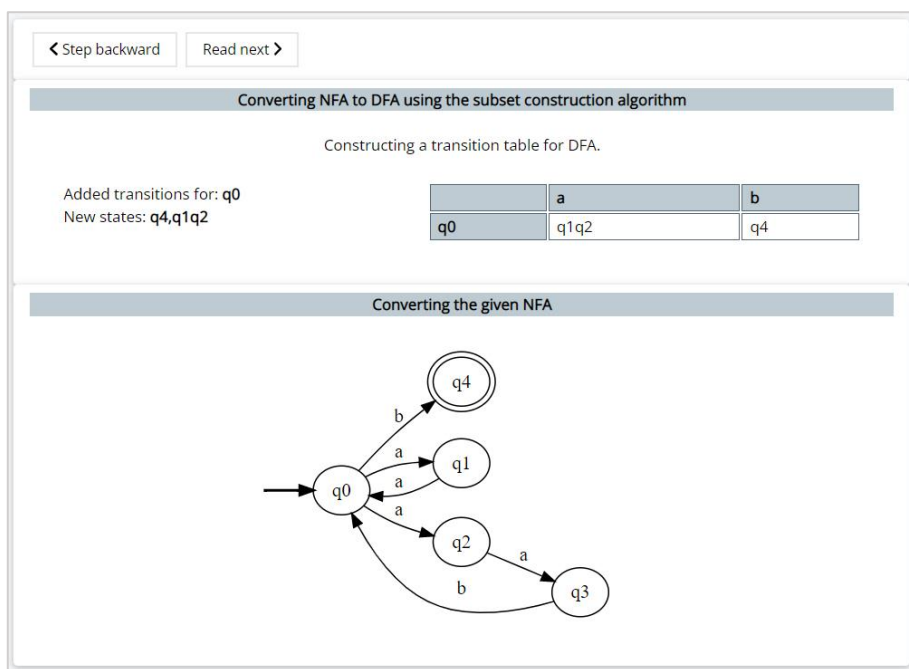 Step backward
Read next
Converting NFA to DFA using the subset construction algorithm
Constructing a transition table for DFA.
Added transitions for: q0
New states: q4,q1q2
a b
q0 q1q2 q4
Converting the given NFA
q4
b
a
q1
q0
a
a
q2
a
b
q3